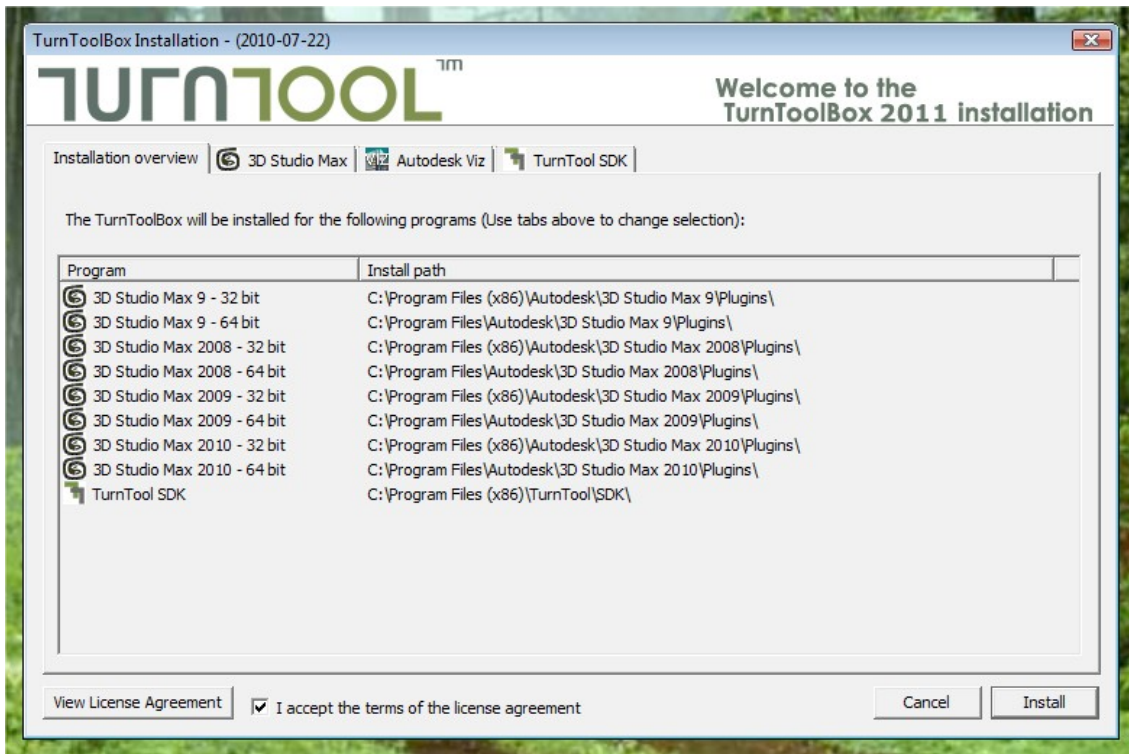 TurnToolBox Installation - (2010-07-22)
TURNTOOL™
Welcome to the
TurnToolBox 2011 installation
Installation overview 3D Studio Max Autodesk Viz TurnTool SDK
The TurnToolBox will be installed for the following programs (Use tabs above to change selection):
Program Install path
3D Studio Max 9 - 32 bit C:\Program Files (x86)\Autodesk\3D Studio Max 9\Plugins\
3D Studio Max 9 - 64 bit C:\Program Files\Autodesk\3D Studio Max 9\Plugins\
3D Studio Max 2008 - 32 bit C:\Program Files (x86)\Autodesk\3D Studio Max 2008\Plugins\
3D Studio Max 2008 - 64 bit C:\Program Files\Autodesk\3D Studio Max 2008\Plugins\
3D Studio Max 2009 - 32 bit C:\Program Files (x86)\Autodesk\3D Studio Max 2009\Plugins\
3D Studio Max 2009 - 64 bit C:\Program Files\Autodesk\3D Studio Max 2009\Plugins\
3D Studio Max 2010 - 32 bit C:\Program Files (x86)\Autodesk\3D Studio Max 2010\Plugins\
3D Studio Max 2010 - 64 bit C:\Program Files\Autodesk\3D Studio Max 2010\Plugins\
TurnTool SDK C:\Program Files (x86)\TurnTool\SDK\
View License Agreement I accept the terms of the license agreement Cancel Install